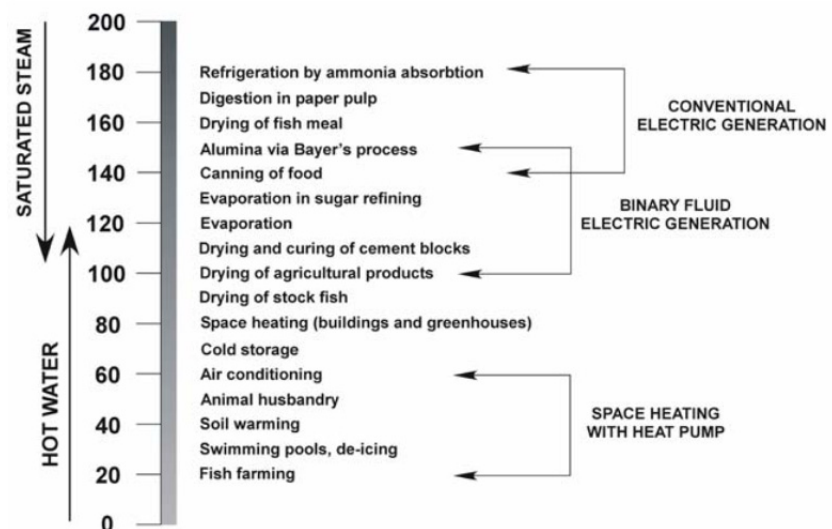 SATURATED STEAM
HOT WATER
200
180
160
140
120
100
80
60
40
20
0
Refrigeration by ammonia absorbtion
Digestion in paper pulp
Drying of fish meal
Alumina via Bayer's process
Canning of food
Evaporation in sugar refining
Evaporation
Drying and curing of cement blocks
Drying of agricultural products
Drying of stock fish
Space heating (buildings and greenhouses)
Cold storage
Air conditioning
Animal husbandry
Soil warming
Swimming pools, de-icing
Fish farming
CONVENTIONAL
ELECTRIC GENERATION
BINARY FLUID
ELECTRIC GENERATION
SPACE HEATING
WITH HEAT PUMP